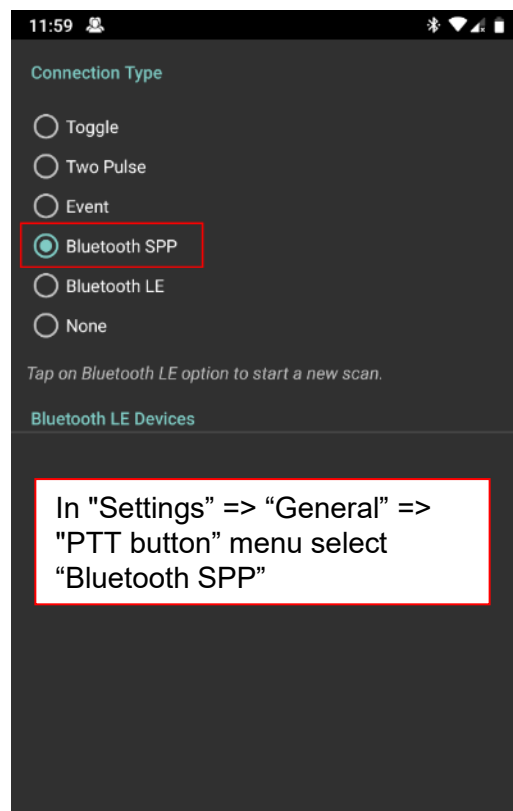 11:59
Connection Type
Toggle
Two Pulse
Event
Bluetooth SPP
Bluetooth LE
None
Tap on Bluetooth LE option to start a new scan.
Bluetooth LE Devices
In "Settings” => “General” =>
"PTT button” menu select
“Bluetooth SPP”